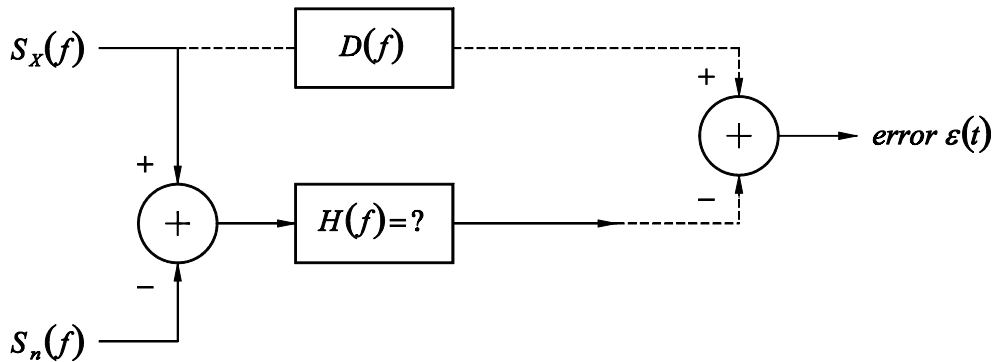 S_X(f)
D(f)
+
+
error ε(t)
+
+
H(f)=?
−
−
S_n(f)